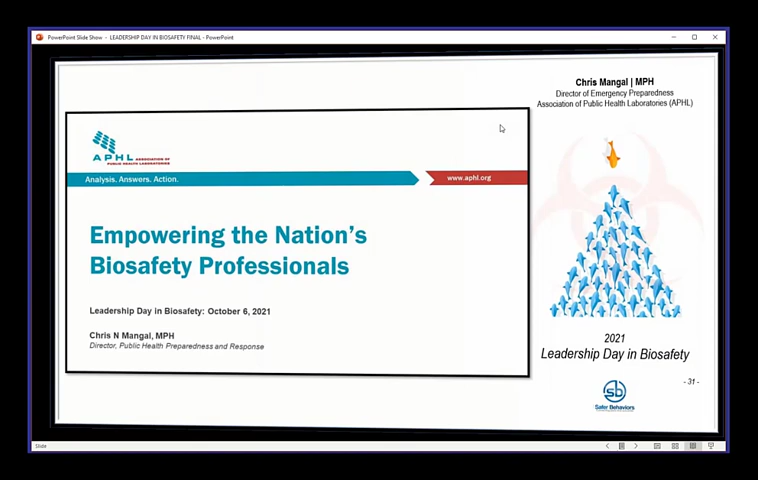 PowerPoint Slide Show - LEADERSHIP DAY IN BIOSAFETY FINAL - PowerPoint
Chris Mangal | MPH
Director of Emergency Preparedness
Association of Public Health Laboratories (APHL)
APHL ASSOCIATION OF
PUBLIC HEALTH LABORATORIES
Analysis. Answers. Action.
www.aphl.org
Empowering the Nation's
Biosafety Professionals
Leadership Day in Biosafety: October 6, 2021
Chris N Mangal, MPH
Director, Public Health Preparedness and Response
2021
Leadership Day in Biosafety
- 31 -
sb
Safer Behaviors
Slide